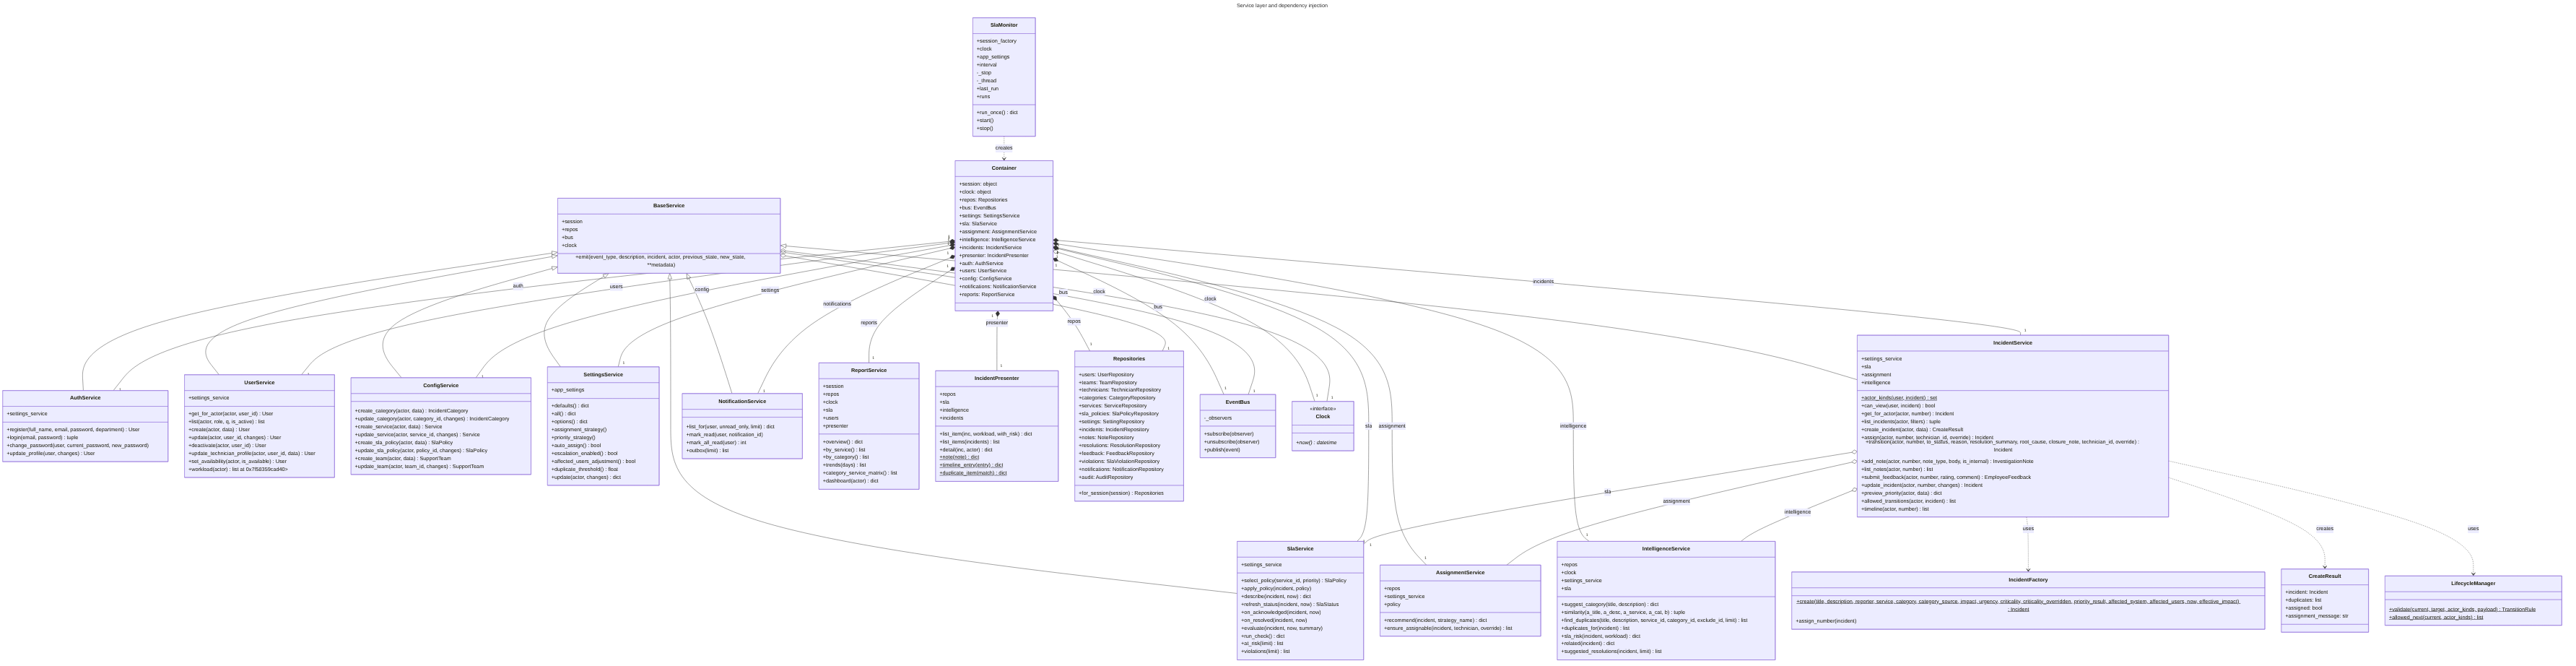 Service layer and dependency injection
SlaMonitor
+session_factory
+clock
+app_settings
+interval
-_stop
-_thread
+last_run
+runs
+run_once() : dict
+start()
+stop()
creates
Container
+session: object
+clock: object
+repos: Repositories
+bus: EventBus
+settings: SettingsService
+sla: SlaService
+assignment: AssignmentService
+intelligence: IntelligenceService
+incidents: IncidentService
+presenter: IncidentPresenter
+auth: AuthService
+users: UserService
+config: ConfigService
+notifications: NotificationService
+reports: ReportService
BaseService
+session
+repos
+bus
+clock
+emit(event_type, description, incident, actor, previous_state, new_state,
**metadata)
auth
users
config
settings
notifications
reports
presenter
repos
bus
clock
bus
clock
sla
assignment
intelligence
incidents
AuthService
+settings_service
+register(full_name, email, password, department) : User
+login(email, password) : tuple
+change_password(user, current_password, new_password)
+update_profile(user, changes) : User
UserService
+settings_service
+get_for_actor(actor, user_id) : User
+list(actor, role, q, is_active) : list
+create(actor, data) : User
+update(actor, user_id, changes) : User
+deactivate(actor, user_id) : User
+update_technician_profile(actor, user_id, data) : User
+set_availability(actor, is_available) : User
+workload(actor) : list at 0x7f68359cad40>
ConfigService
+create_category(actor, data) : IncidentCategory
+update_category(actor, category_id, changes) : IncidentCategory
+create_service(actor, data) : Service
+update_service(actor, service_id, changes) : Service
+create_sla_policy(actor, data) : SlaPolicy
+update_sla_policy(actor, policy_id, changes) : SlaPolicy
+create_team(actor, data) : SupportTeam
+update_team(actor, team_id, changes) : SupportTeam
SettingsService
+app_settings
+defaults() : dict
+all() : dict
+options() : dict
+assignment_strategy()
+priority_strategy()
+auto_assign() : bool
+escalation_enabled() : bool
+affected_users_adjustment() : bool
+duplicate_threshold() : float
+update(actor, changes) : dict
NotificationService
+list_for(user, unread_only, limit) : dict
+mark_read(user, notification_id)
+mark_all_read(user) : int
+outbox(limit) : list
ReportService
+session
+repos
+clock
+sla
+users
+presenter
+overview() : dict
+by_service() : list
+by_category() : list
+trends(days) : list
+category_service_matrix() : list
+dashboard(actor) : dict
IncidentPresenter
+repos
+sla
+intelligence
+incidents
+list_item(inc, workload, with_risk) : dict
+list_items(incidents) : list
+detail(inc, actor) : dict
+note(note) : dict
+timeline_entry(entry) : dict
+duplicate_item(match) : dict
Repositories
+users: UserRepository
+teams: TeamRepository
+technicians: TechnicianRepository
+categories: CategoryRepository
+services: ServiceRepository
+sla_policies: SlaPolicyRepository
+settings: SettingRepository
+incidents: IncidentRepository
+notes: NoteRepository
+resolutions: ResolutionRepository
+feedback: FeedbackRepository
+violations: SlaViolationRepository
+notifications: NotificationRepository
+audit: AuditRepository
+for_session(session) : Repositories
EventBus
-_observers
+subscribe(observer)
+unsubscribe(observer)
+publish(event)
«interface»
Clock
+now() : datetime
IncidentService
+settings_service
+sla
+assignment
+intelligence
+actor_kinds(user, incident) : set
+can_view(user, incident) : bool
+get_for_actor(actor, number) : Incident
+list_incidents(actor, filters) : tuple
+create_incident(actor, data) : CreateResult
+assign(actor, number, technician_id, override) : Incident
+transition(actor, number, to_status, reason, resolution_summary, root_cause, closure_note, technician_id, override) :
Incident
+add_note(actor, number, note_type, body, is_internal) : InvestigationNote
+list_notes(actor, number) : list
+submit_feedback(actor, number, rating, comment) : EmployeeFeedback
+update_incident(actor, number, changes) : Incident
+preview_priority(actor, data) : dict
+allowed_transitions(actor, incident) : list
+timeline(actor, number) : list
sla
assignment
intelligence
uses
creates
uses
SlaService
+settings_service
+select_policy(service_id, priority) : SlaPolicy
+apply_policy(incident, policy)
+describe(incident, now) : dict
+refresh_status(incident, now) : SlaStatus
+on_acknowledged(incident, now)
+on_resolved(incident, now)
+evaluate(incident, now, summary)
+run_check() : dict
+at_risk(limit) : list
+violations(limit) : list
AssignmentService
+repos
+settings_service
+policy
+recommend(incident, strategy_name) : dict
+ensure_assignable(incident, technician, override) : list
IntelligenceService
+repos
+clock
+settings_service
+sla
+suggest_category(title, description) : dict
+similarity(a_title, a_desc, a_service, a_cat, b) : tuple
+find_duplicates(title, description, service_id, category_id, exclude_id, limit) : list
+duplicates_for(incident) : list
+sla_risk(incident, workload) : dict
+related(incident) : dict
+suggested_resolutions(incident, limit) : list
IncidentFactory
+create(title, description, reporter, service, category, category_source, impact, urgency, criticality, criticality_overridden, priority_result, affected_system, affected_users, now, effective_impact)
: Incident
+assign_number(incident)
CreateResult
+incident: Incident
+duplicates: list
+assigned: bool
+assignment_message: str
LifecycleManager
+validate(current, target, actor_kinds, payload) : TransitionRule
+allowed_next(current, actor_kinds) : list